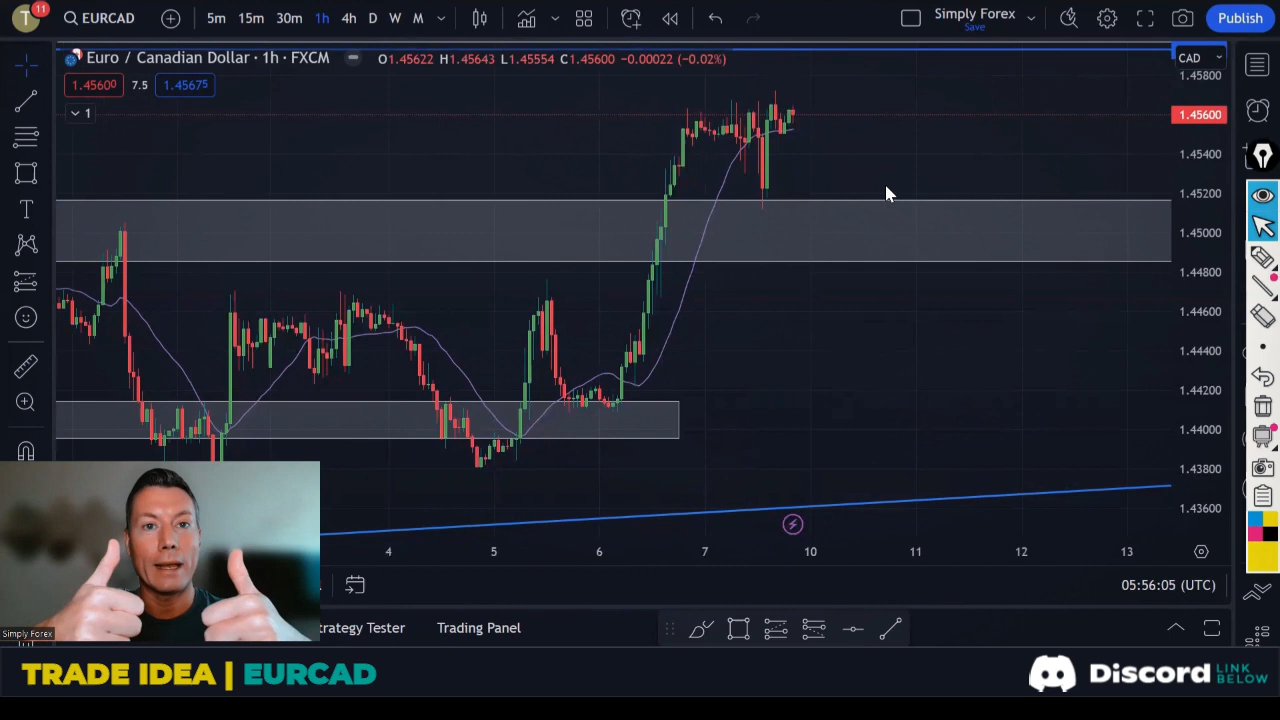 T
11
EURCAD
5m 15m 30m 1h 4h D W M
Simply Forex
Save
Publish
Euro / Canadian Dollar · 1h · FXCM
O1.45622 H1.45643 L1.45554 C1.45600 −0.00022 (−0.02%)
CAD
1.45600 7.5 1.45675
1
1.45800
1.45600
1.45400
1.45200
1.45000
1.44800
1.44600
1.44400
1.44200
1.44000
1.43800
1.43600
4 5 6 7 10 11 12 13
05:56:05 (UTC)
Simply Forex
trategy Tester
Trading Panel
TRADE IDEA | EURCAD
Discord LINK
BELOW